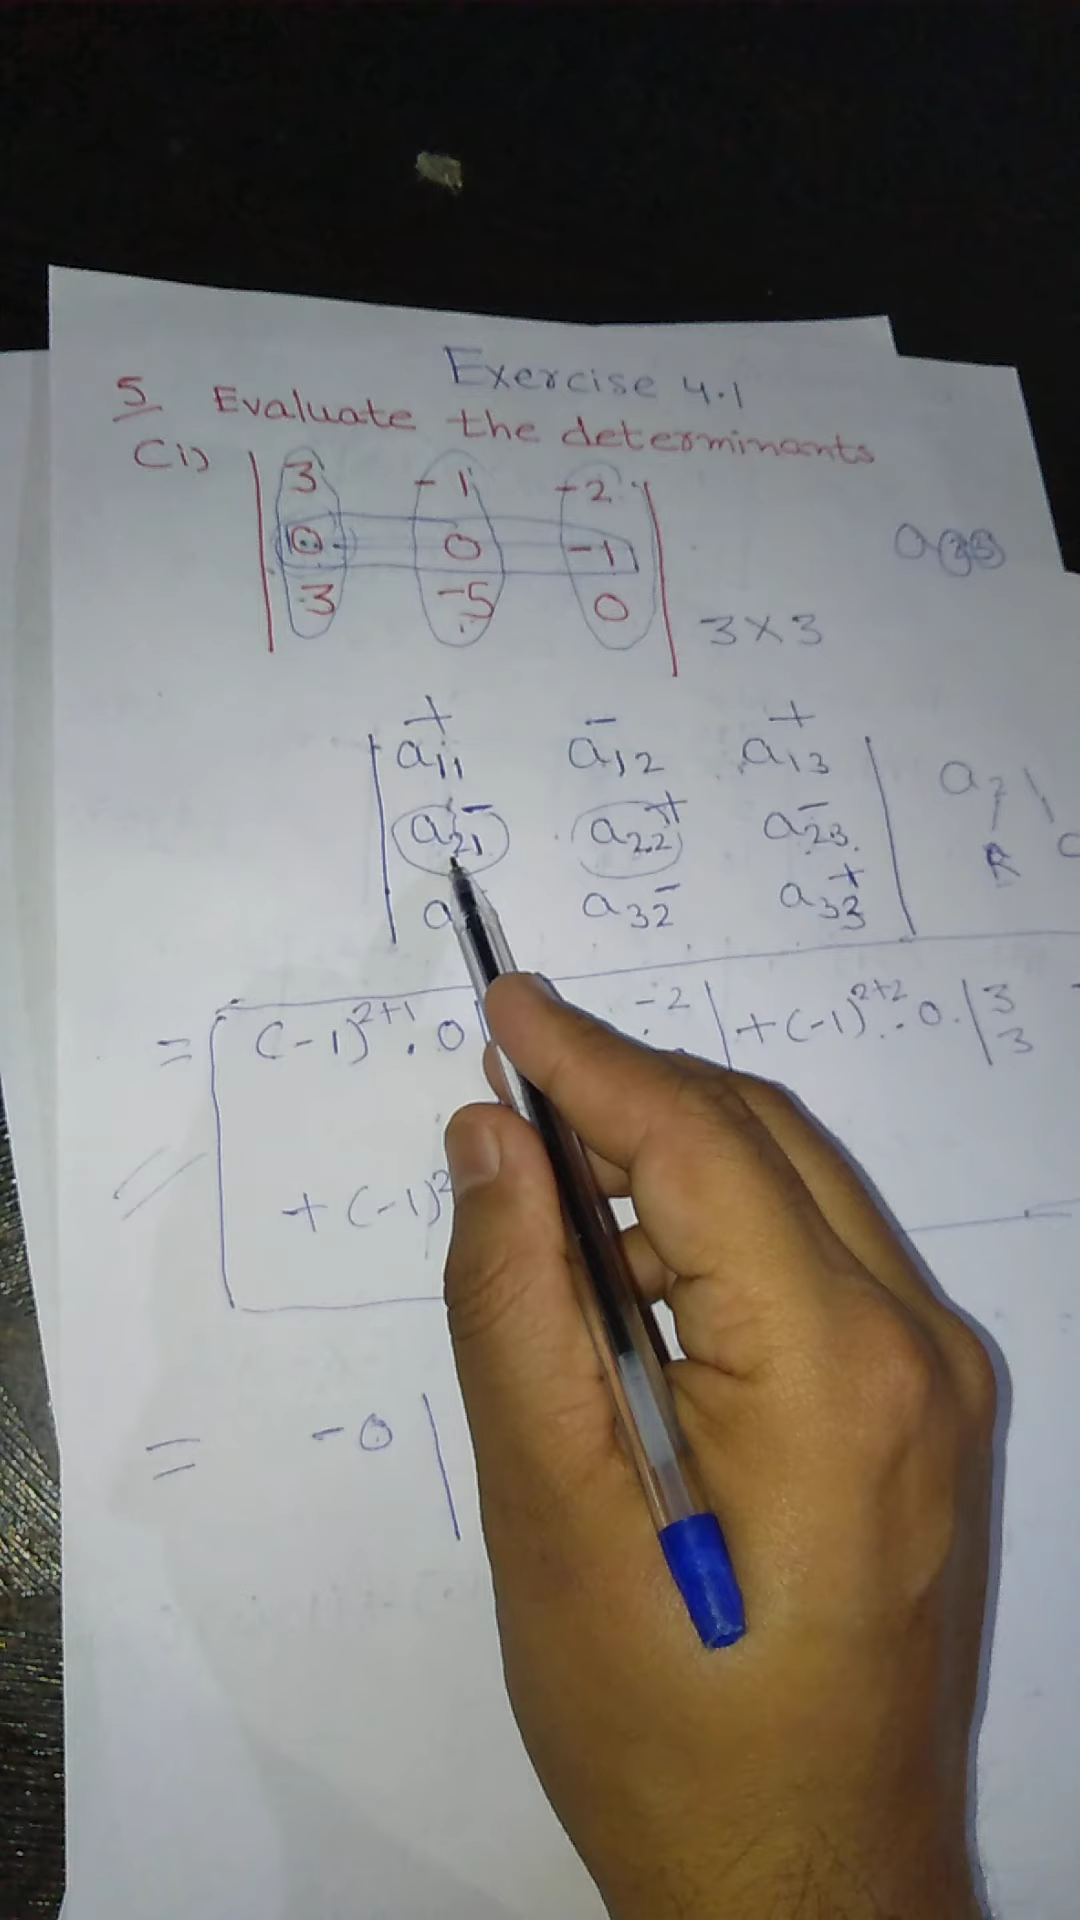 Exercise 4.1
5 Evaluate the determinants
(i) | 3 -1 -2 |
| 0 0 -1 |
| 3 -5 0 | 3×3
+ - +
| a11 a12 a13 |
| a21 - a22 + a23 - | a21
R C
| a a32 - a33 + |
= (-1)^2+1 . 0 | -2 | + (-1)^2+2 . 0 . | 3
3
+ (-1)^2
= -0 |